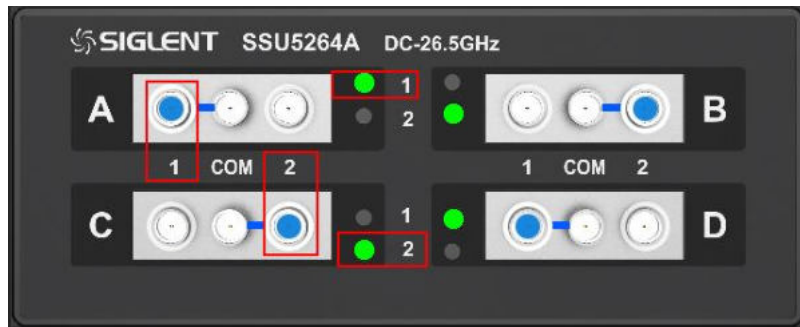 SIGLENT SSU5264A DC-26.5GHz
A 1 B
2
1 COM 2 1 COM 2
C 1 D
2